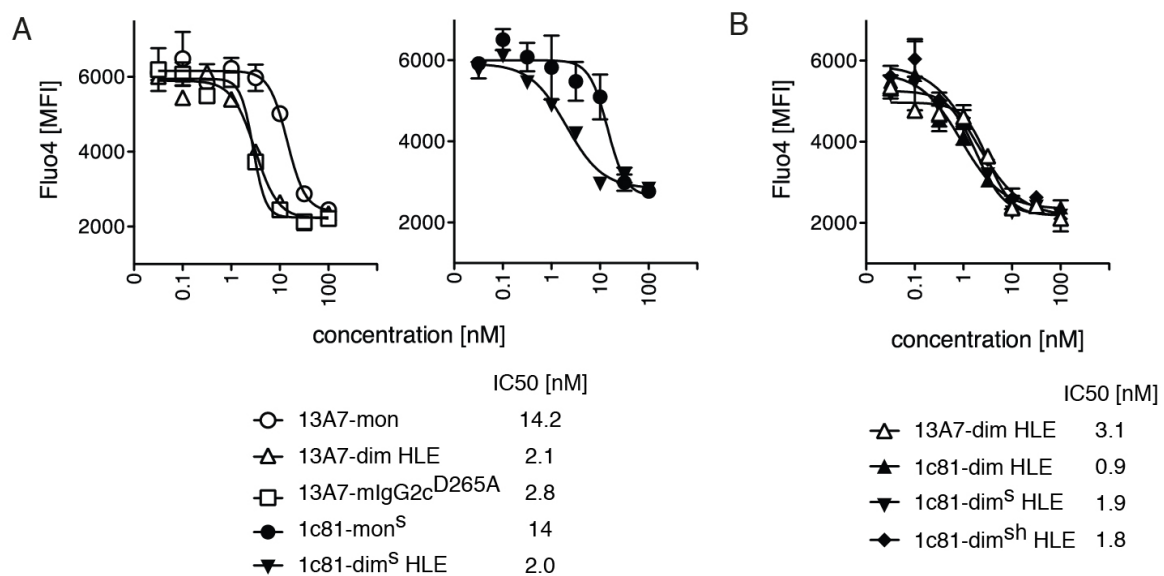 A
B
Fluo4 [MFI]
6000
4000
2000
0
0.1
1
10
100
Fluo4 [MFI]
6000
4000
2000
0
0.1
1
10
100
Fluo4 [MFI]
6000
4000
2000
0
0.1
1
10
100
concentration [nM]
concentration [nM]
IC50 [nM]
13A7-mon 14.2
13A7-dim HLE 2.1
13A7-mIgG2cD265A 2.8
1c81-monS 14
1c81-dimS HLE 2.0
IC50 [nM]
13A7-dim HLE 3.1
1c81-dim HLE 0.9
1c81-dims HLE 1.9
1c81-dimsh HLE 1.8